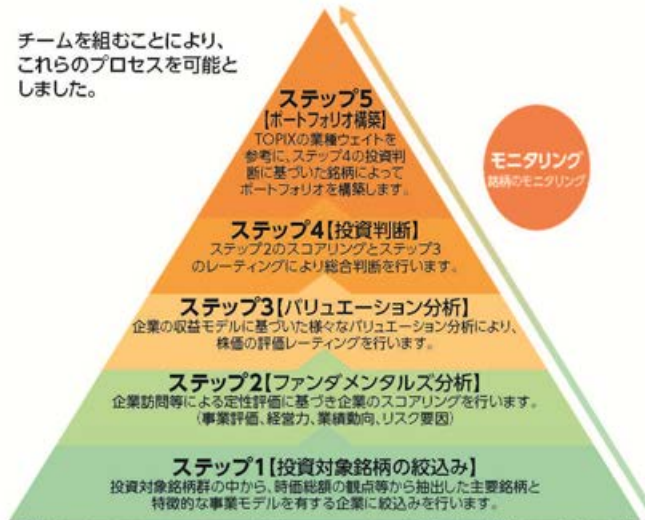 チームを組むことにより、
これらのプロセスを可能と
しました。
ステップ5
【ポートフォリオ構築】
TOPIXの業種ウェイトを
参考に、ステップ4の投資判
断に基づいた銘柄によって
ポートフォリオを構築します。
モニタリング
銘柄のモニタリング
ステップ4【投資判断】
ステップ2のスコアリングとステップ3
のレーティングにより総合判断を行います。
ステップ3【バリュエーション分析】
企業の収益モデルに基づいた様々なバリュエーション分析により、
株価の評価レーティングを行います。
ステップ2【ファンダメンタルズ分析】
企業訪問等による定性評価に基づき企業のスコアリングを行います。
（事業評価、経営力、業績動向、リスク要因）
ステップ1【投資対象銘柄の絞込み】
投資対象銘柄群の中から、時価総額の観点等から抽出した主要銘柄と
特徴的な事業モデルを有する企業に絞込みを行います。